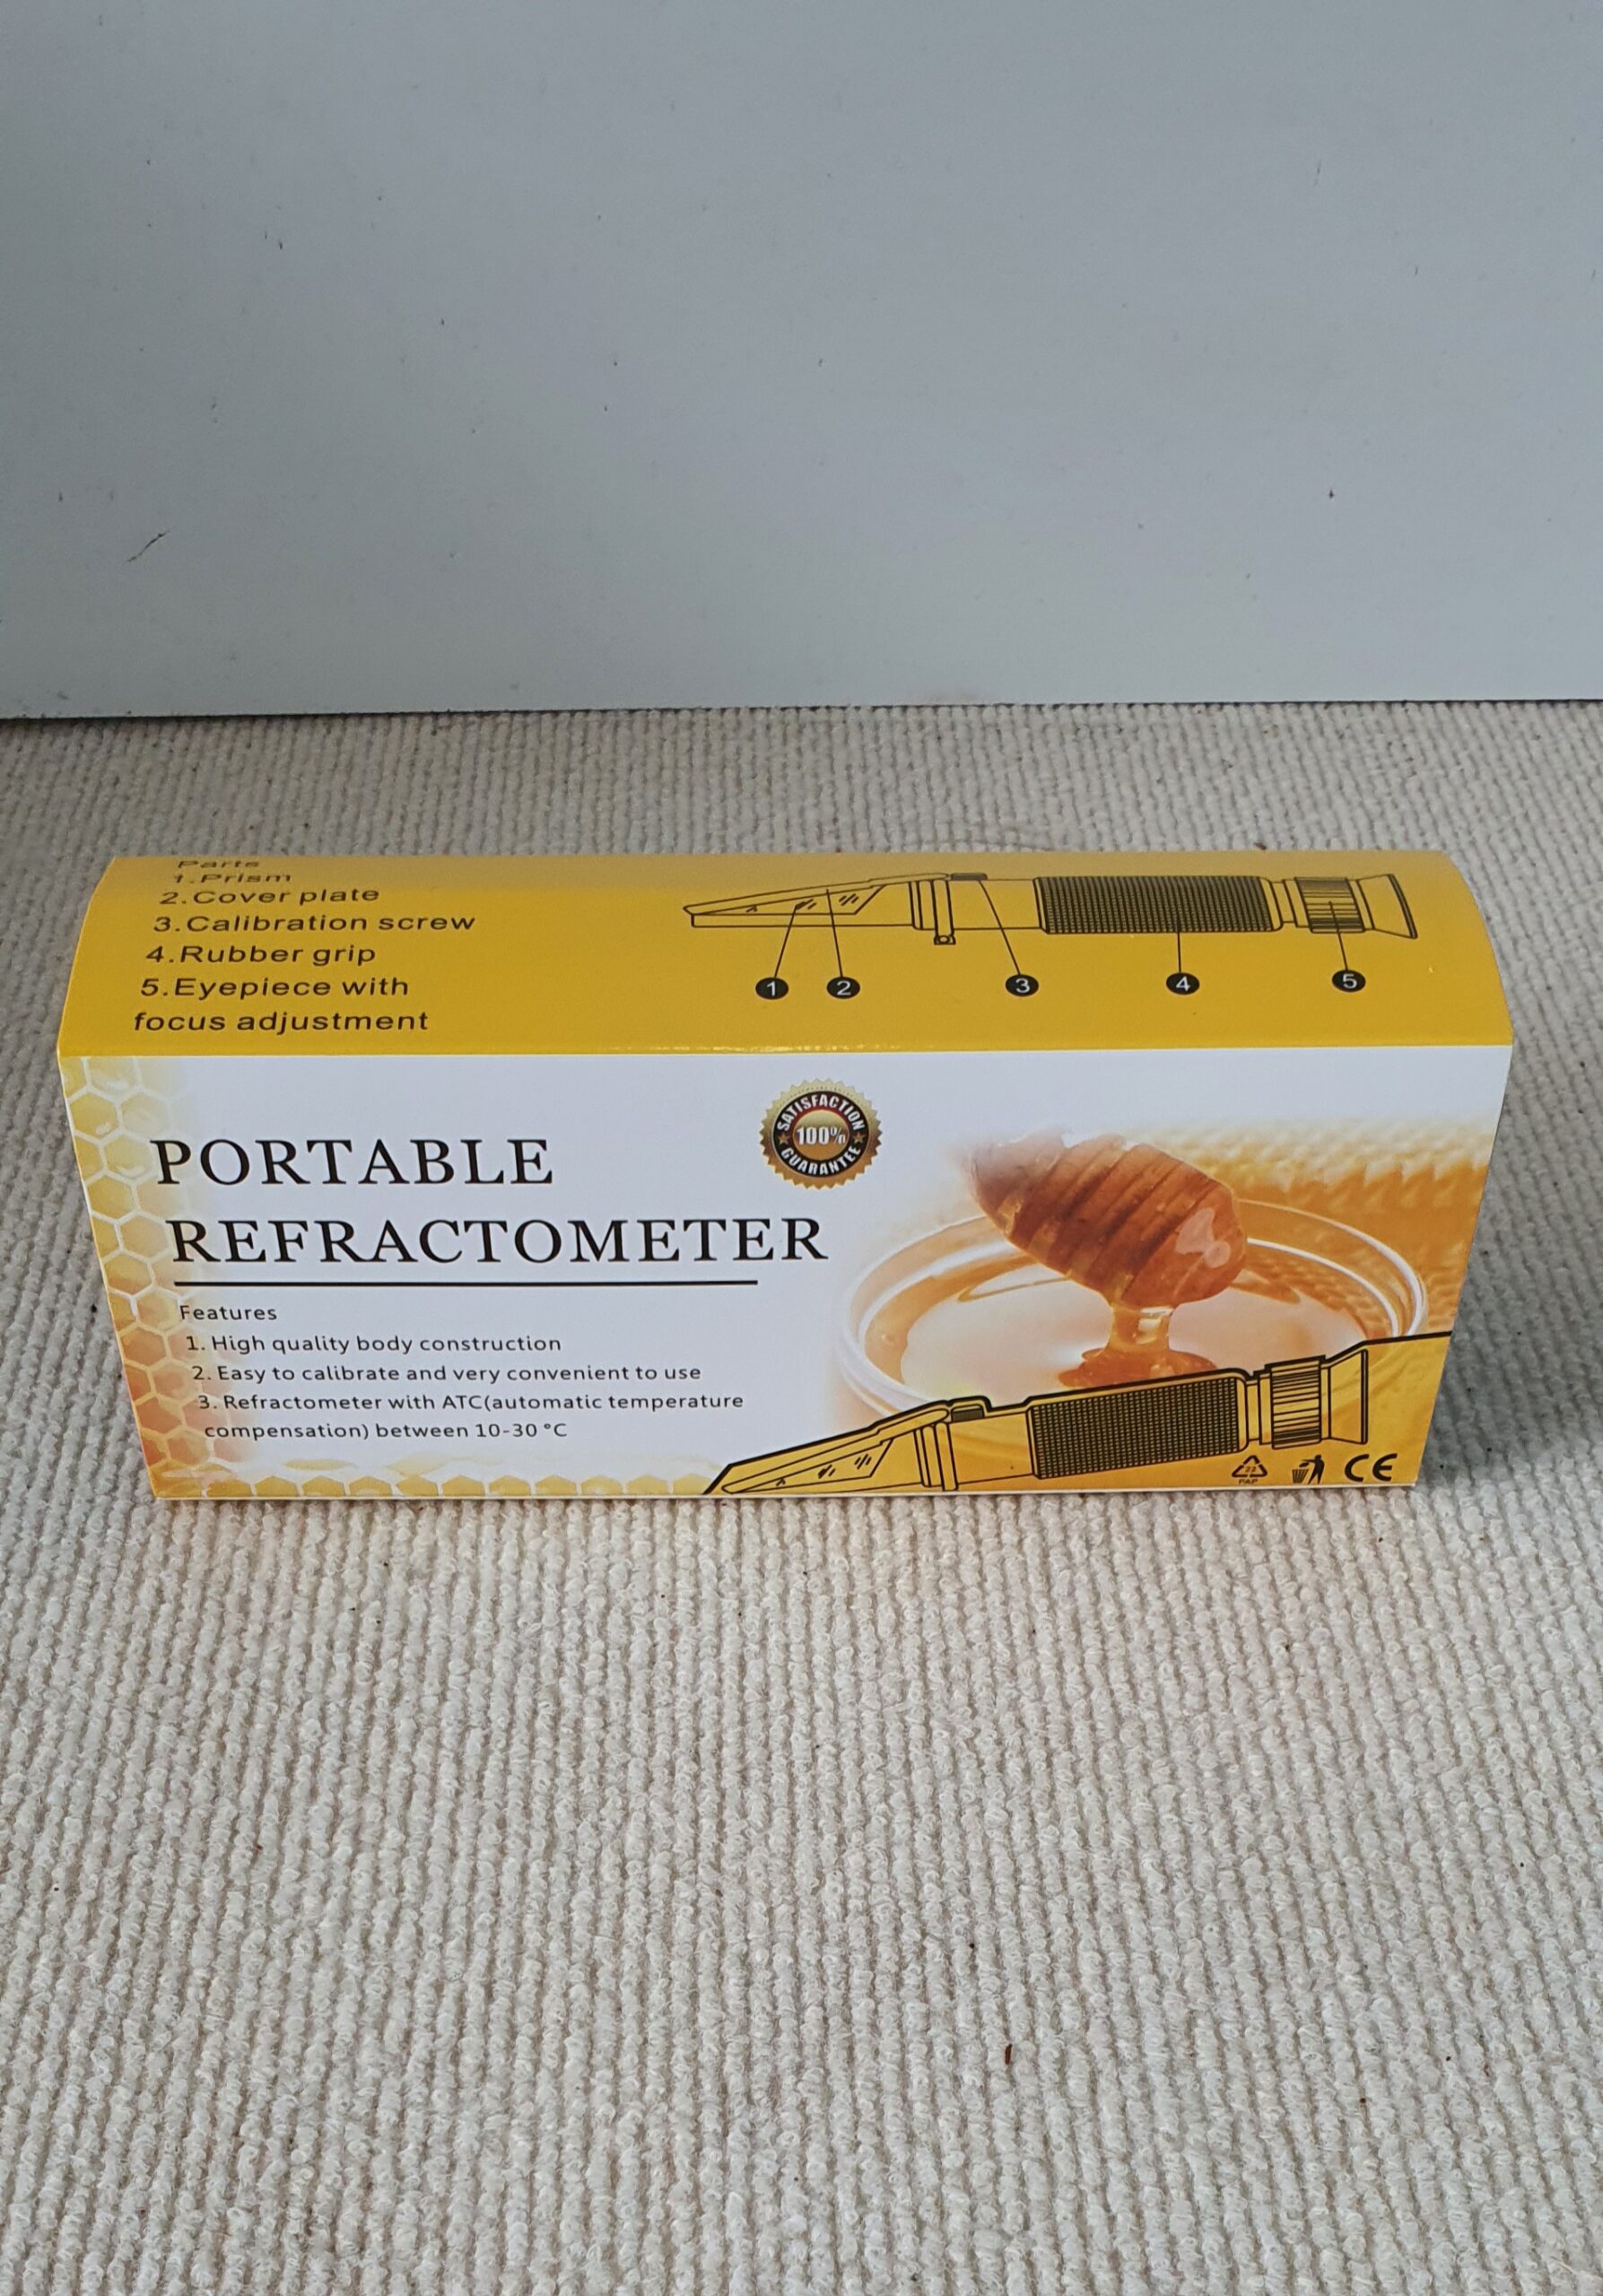 Parts
1.Prism
2.Cover plate
3.Calibration screw
4.Rubber grip
5.Eyepiece with
focus adjustment
1 2 3 4 5
SATISFACTION
100%
GUARANTEE
PORTABLE
REFRACTOMETER
Features
1. High quality body construction
2. Easy to calibrate and very convenient to use
3. Refractometer with ATC(automatic temperature
compensation) between 10-30 °C
22
PAP
CE